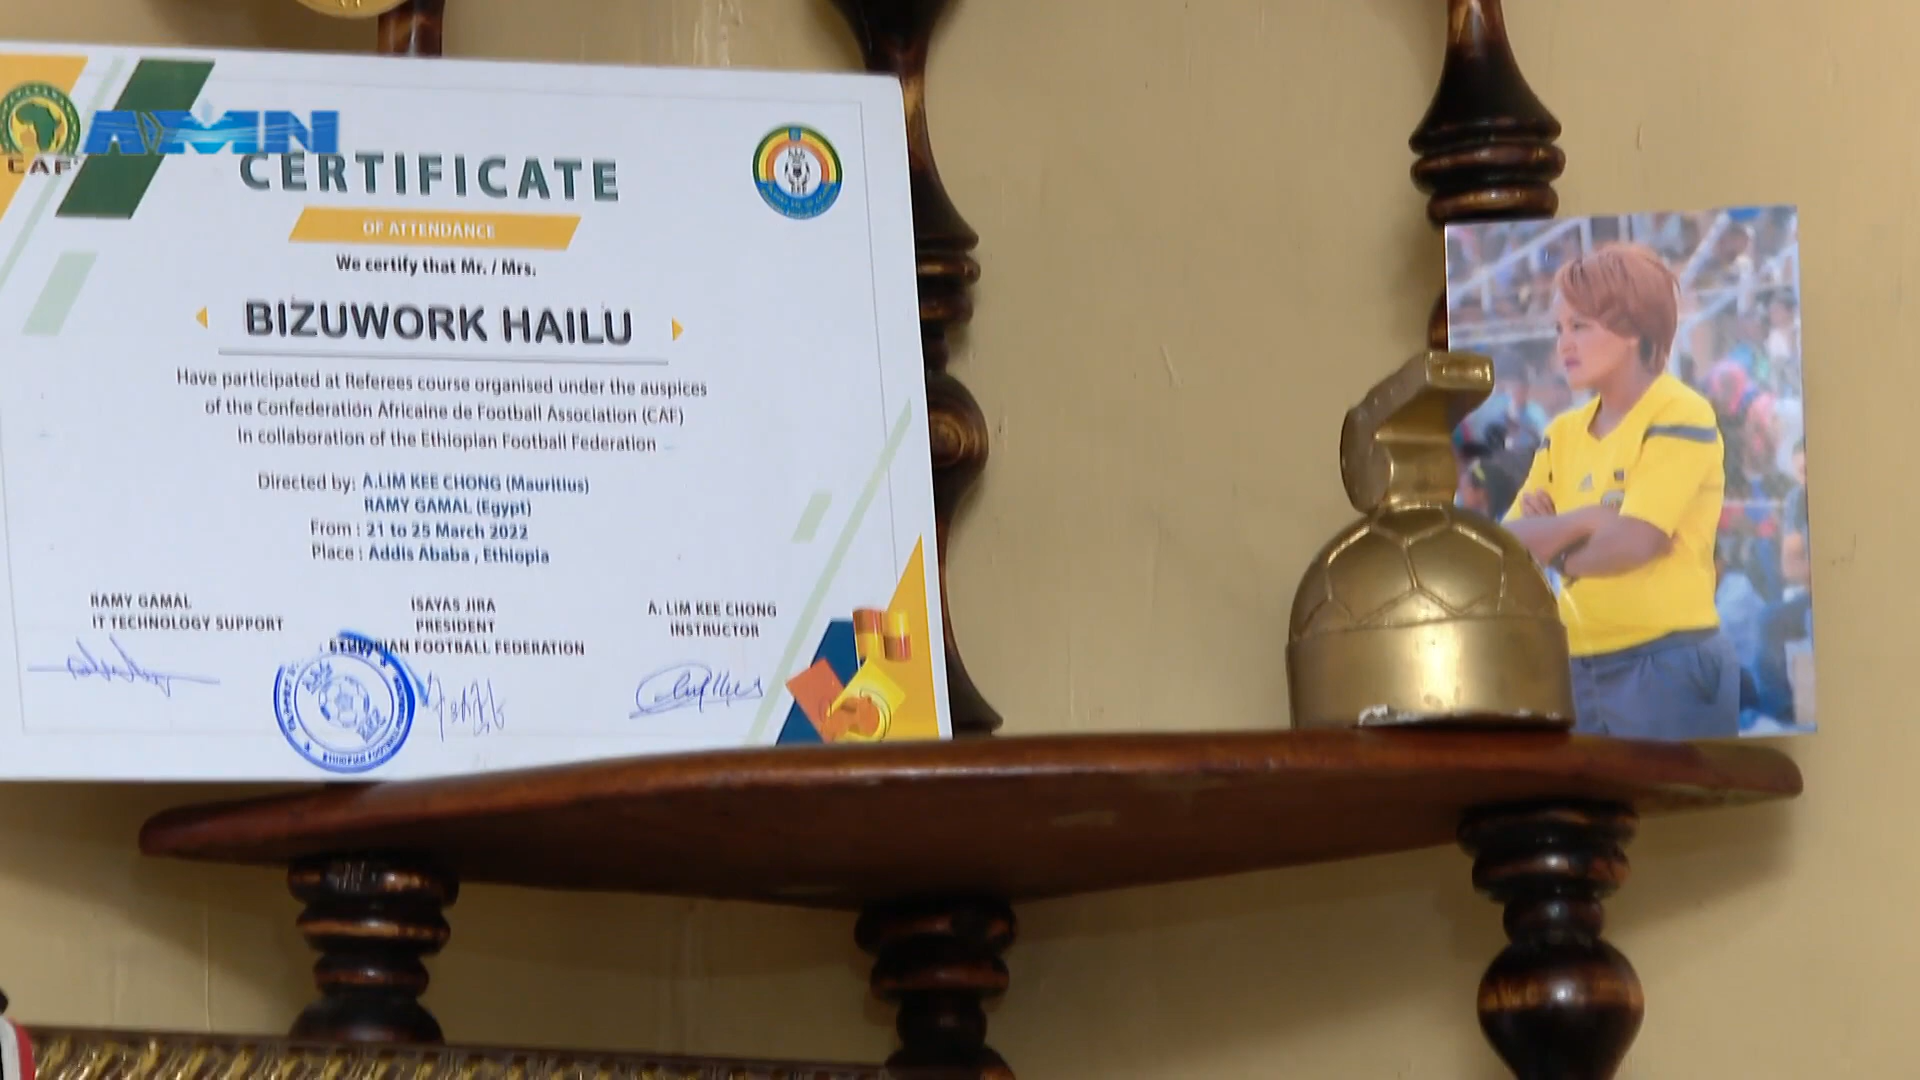 AMN
CAF
CERTIFICATE
OF ATTENDANCE
We certify that Mr. / Mrs.
BIZUWORK HAILU
Have participated at Referees course organised under the auspices
of the Confederation Africaine de Football Association (CAF)
In collaboration of the Ethiopian Football Federation
Directed by: A.LIM KEE CHONG (Mauritius)
RAMY GAMAL (Egypt)
From : 21 to 25 March 2022
Place : Addis Ababa , Ethiopia
RAMY GAMAL
IT TECHNOLOGY SUPPORT
ISAYAS JIRA
PRESIDENT
ETHIOPIAN FOOTBALL FEDERATION
A. LIM KEE CHONG
INSTRUCTOR